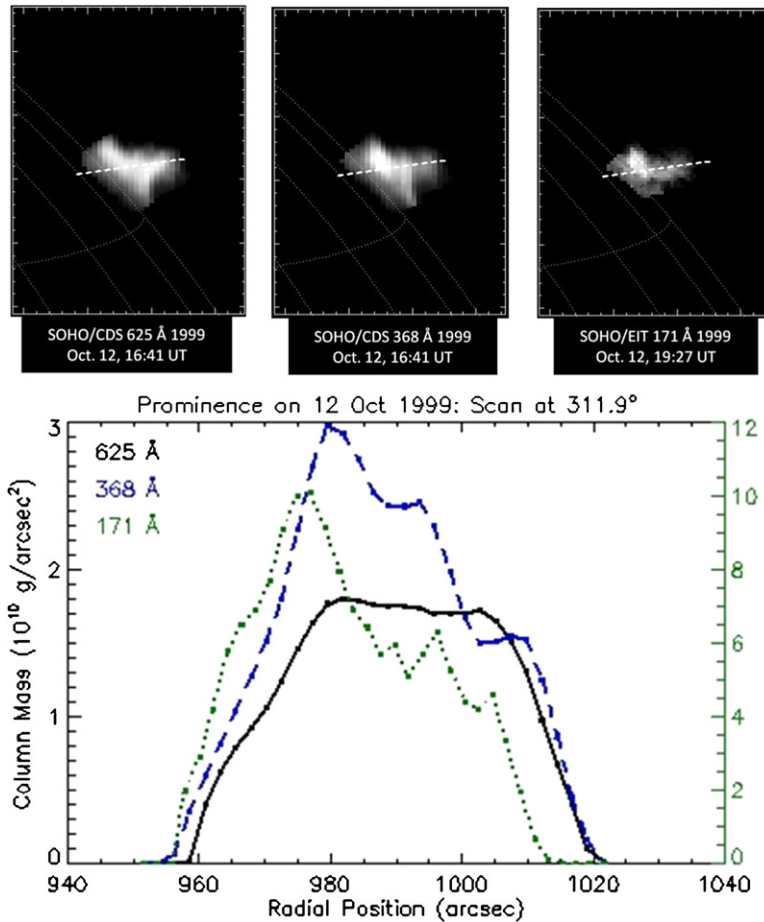 SOHO/CDS 625 Å 1999
Oct. 12, 16:41 UT
SOHO/CDS 368 Å 1999
Oct. 12, 16:41 UT
SOHO/EIT 171 Å 1999
Oct. 12, 19:27 UT
Prominence on 12 Oct 1999: Scan at 311.9°
625 Å
368 Å
171 Å
Column Mass (10¹⁰ g/arcsec²)
3
2
1
0
12
10
8
6
4
2
0
940 960 980 1000 1020 1040
Radial Position (arcsec)